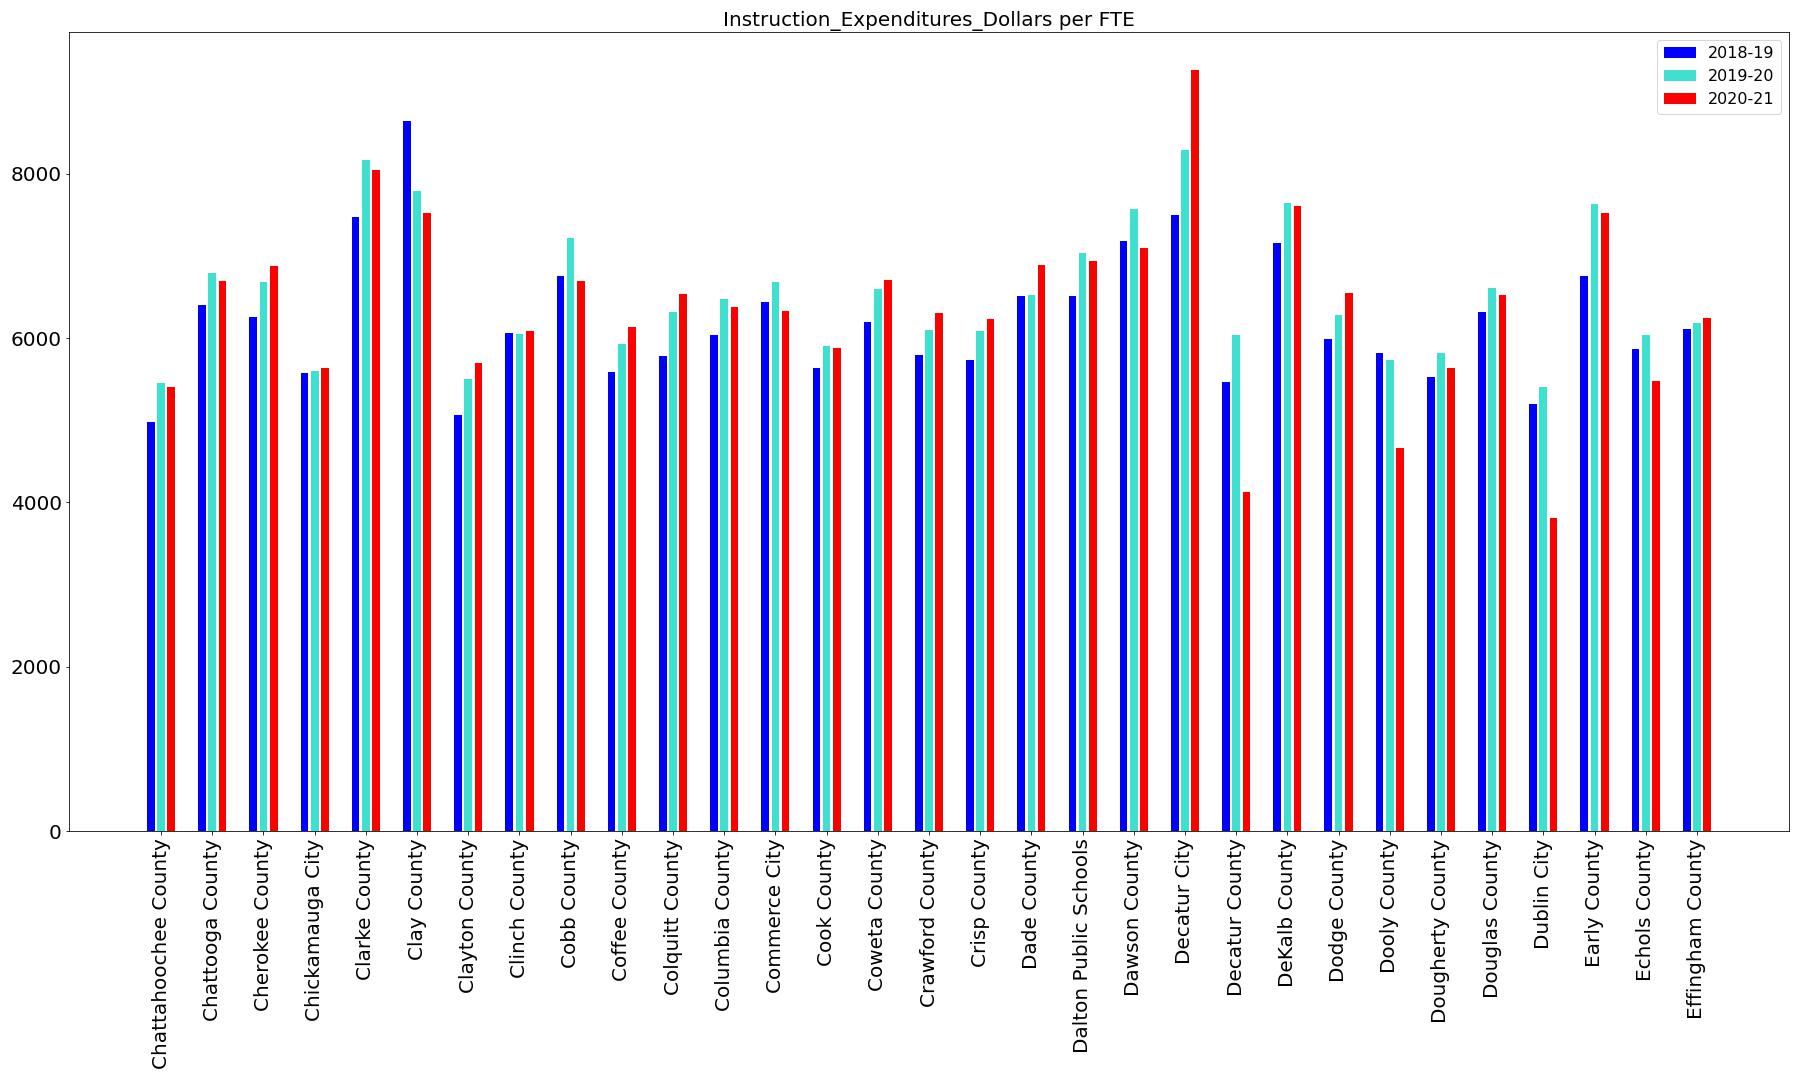 Instruction_Expenditures_Dollars per FTE
2018-19
2019-20
2020-21
8000
6000
4000
2000
0
Chattahoochee County
Chattooga County
Cherokee County
Chickamauga City
Clarke County
Clay County
Clayton County
Clinch County
Cobb County
Coffee County
Colquitt County
Columbia County
Commerce City
Cook County
Coweta County
Crawford County
Crisp County
Dade County
Dalton Public Schools
Dawson County
Decatur City
Decatur County
DeKalb County
Dodge County
Dooly County
Dougherty County
Douglas County
Dublin City
Early County
Echols County
Effingham County